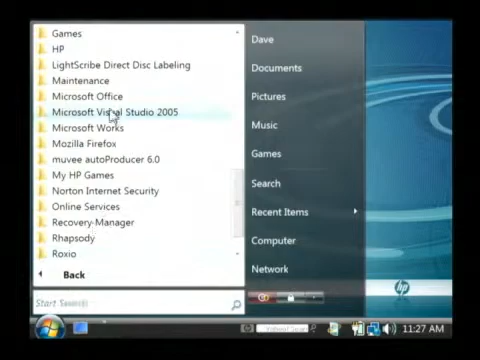 Games
HP
LightScribe Direct Disc Labeling
Maintenance
Microsoft Office
Microsoft Visual Studio 2005
Microsoft Works
Mozilla Firefox
muvee autoProducer 6.0
My HP Games
Norton Internet Security
Online Services
Recovery Manager
Rhapsody
Roxio
Back
Start Search
Dave
Documents
Pictures
Music
Games
Search
Recent Items
Computer
Network
hp
11:27 AM